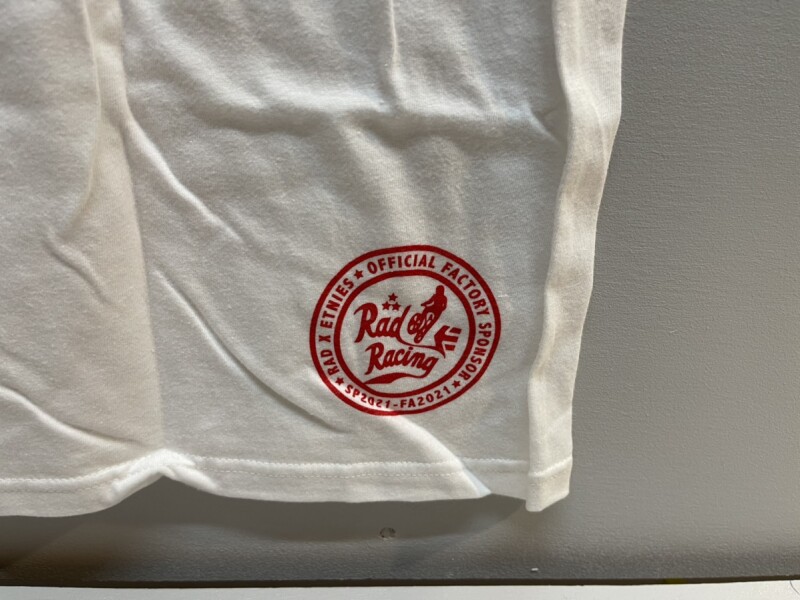 ★ RAD X ETNIES ★ OFFICIAL FACTORY SPONSOR ★
Rad
Racing
SP2021-FA2021